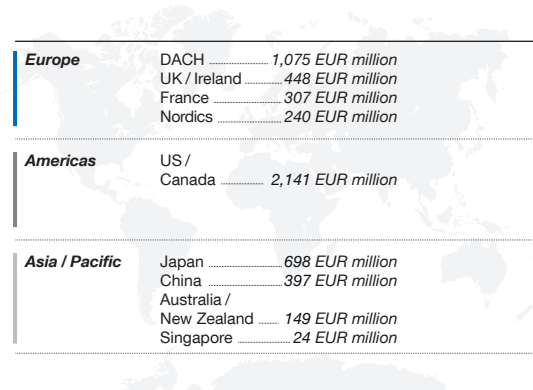 Europe DACH 1,075 EUR million
UK / Ireland 448 EUR million
France 307 EUR million
Nordics 240 EUR million
Americas US /
Canada 2,141 EUR million
Asia / Pacific Japan 698 EUR million
China 397 EUR million
Australia /
New Zealand 149 EUR million
Singapore 24 EUR million